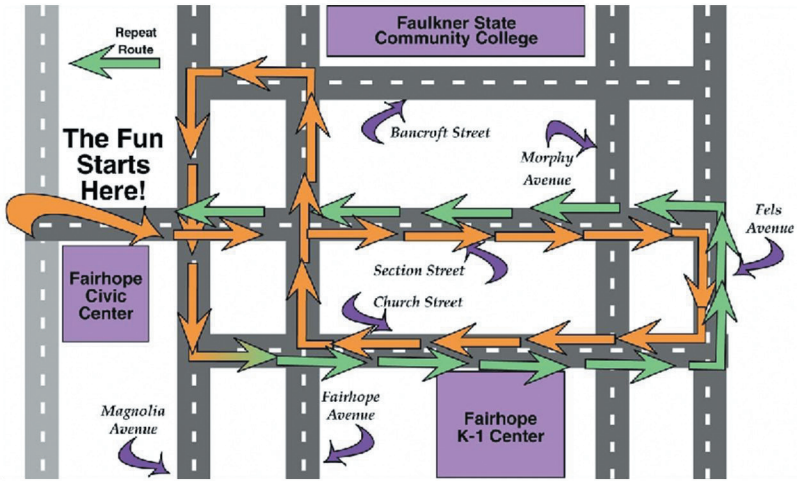 Repeat
Route
Faulkner State
Community College
The Fun
Starts
Here!
Bancroft Street
Morphy
Avenue
Fels
Avenue
Fairhope
Civic
Center
Section Street
Church Street
Magnolia
Avenue
Fairhope
Avenue
Fairhope
K-1 Center